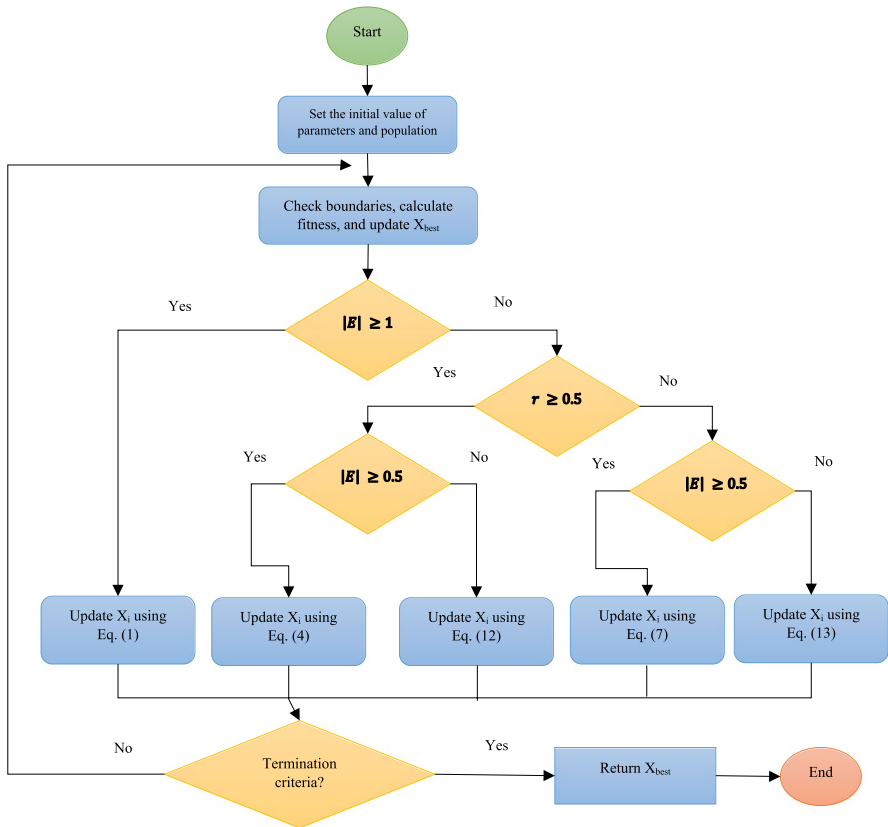 Start
Set the initial value of
parameters and population
Check boundaries, calculate
fitness, and update Xbest
Yes
No
|E| ≥ 1
Yes
No
r ≥ 0.5
Yes
No
|E| ≥ 0.5
Yes
No
|E| ≥ 0.5
Update Xi using
Eq. (1)
Update Xi using
Eq. (4)
Update Xi using
Eq. (12)
Update Xi using
Eq. (7)
Update Xi using
Eq. (13)
No
Termination
criteria?
Yes
Return Xbest
End